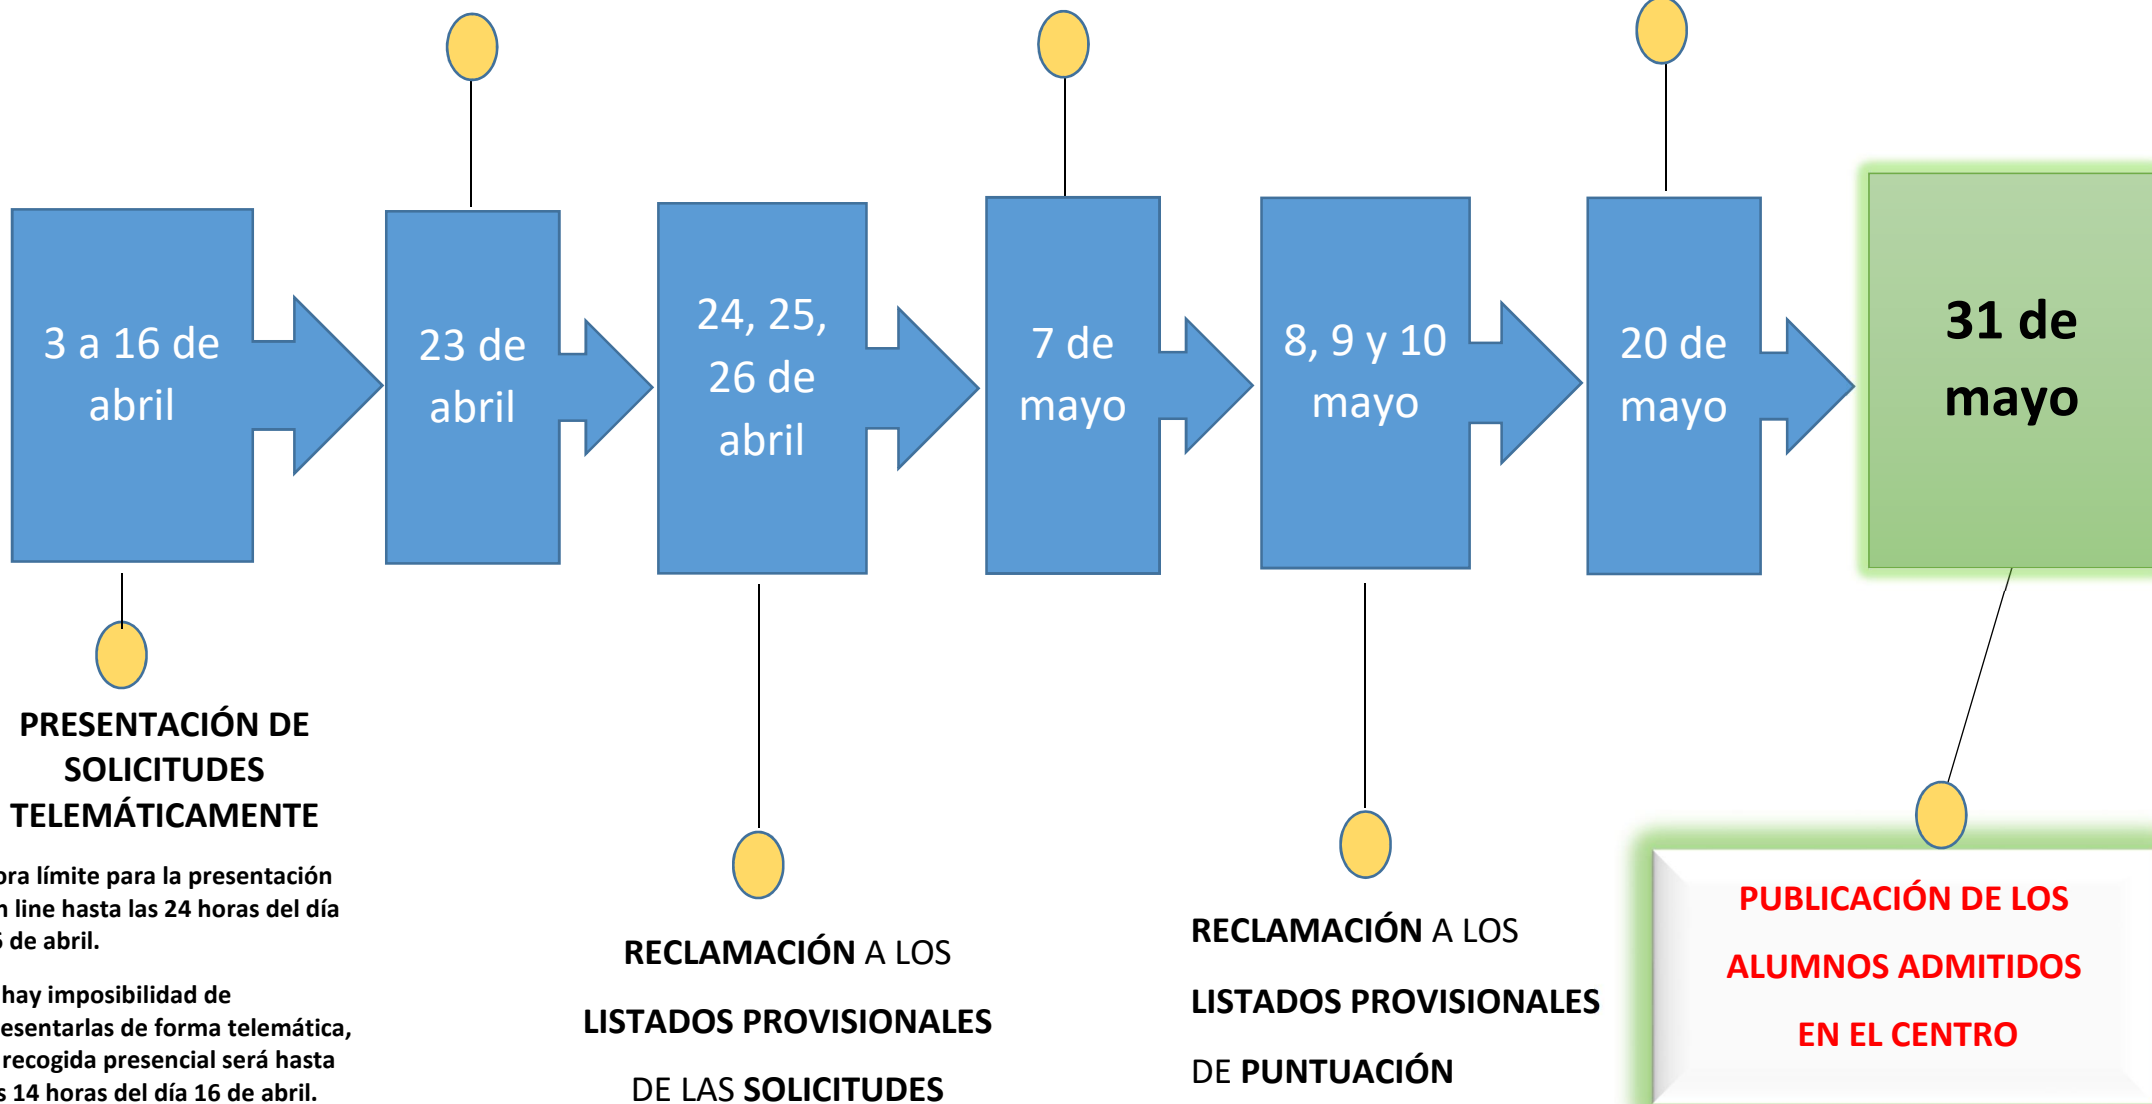 3 a 16 de
abril
23 de
abril
24, 25,
26 de
abril
7 de
mayo
8, 9 y 10
mayo
20 de
mayo
31 de
mayo
PRESENTACIÓN DE
SOLICITUDES
TELEMÁTICAMENTE
ora límite para la presentación
line hasta las 24 horas del día
de abril.
hay imposibilidad de
esentarlas de forma telemática,
recogida presencial será hasta
s 14 horas del día 16 de abril.
RECLAMACIÓN A LOS
LISTADOS PROVISIONALES
DE LAS SOLICITUDES
RECLAMACIÓN A LOS
LISTADOS PROVISIONALES
DE PUNTUACIÓN
PUBLICACIÓN DE LOS
ALUMNOS ADMITIDOS
EN EL CENTRO